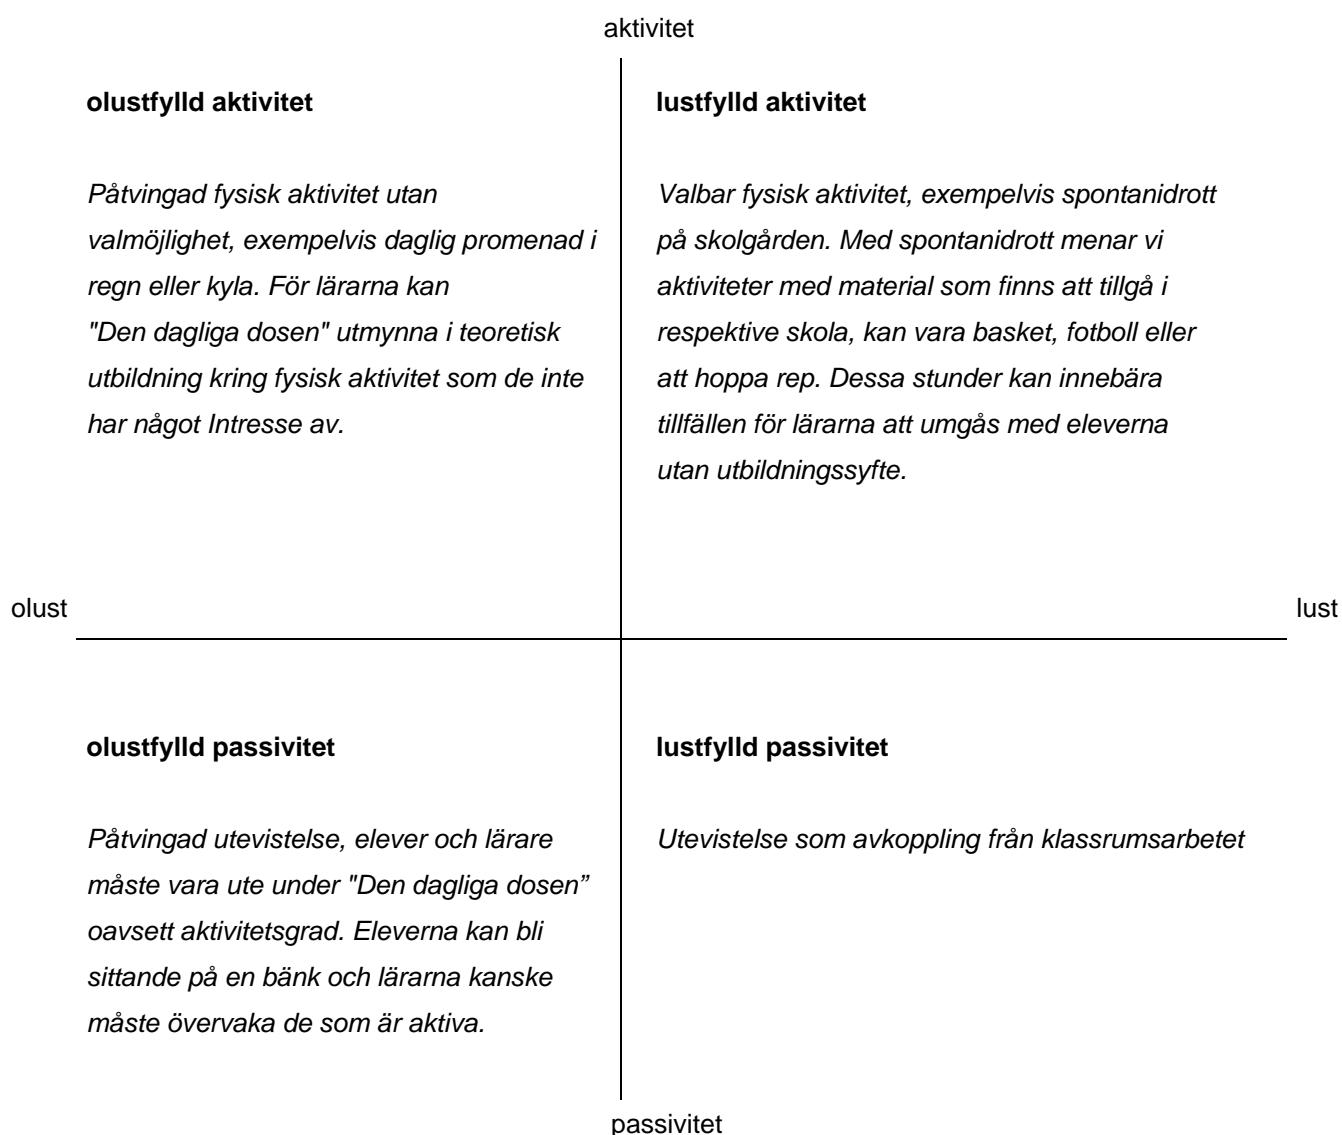 aktivitet
olustfylld aktivitet
Påtvingad fysisk aktivitet utan
valmöjlighet, exempelvis daglig promenad i
regn eller kyla. För lärarna kan
"Den dagliga dosen" utmynna i teoretisk
utbildning kring fysisk aktivitet som de inte
har något Intresse av.
lustfylld aktivitet
Valbar fysisk aktivitet, exempelvis spontanidrott
på skolgården. Med spontanidrott menar vi
aktiviteter med material som finns att tillgå i
respektive skola, kan vara basket, fotboll eller
att hoppa rep. Dessa stunder kan innebära
tillfällen för lärarna att umgås med eleverna
utan utbildningssyfte.
olust
lust
olustfylld passivitet
Påtvingad utevistelse, elever och lärare
måste vara ute under "Den dagliga dosen”
oavsett aktivitetsgrad. Eleverna kan bli
sittande på en bänk och lärarna kanske
måste övervaka de som är aktiva.
lustfylld passivitet
Utevistelse som avkoppling från klassrumsarbetet
passivitet